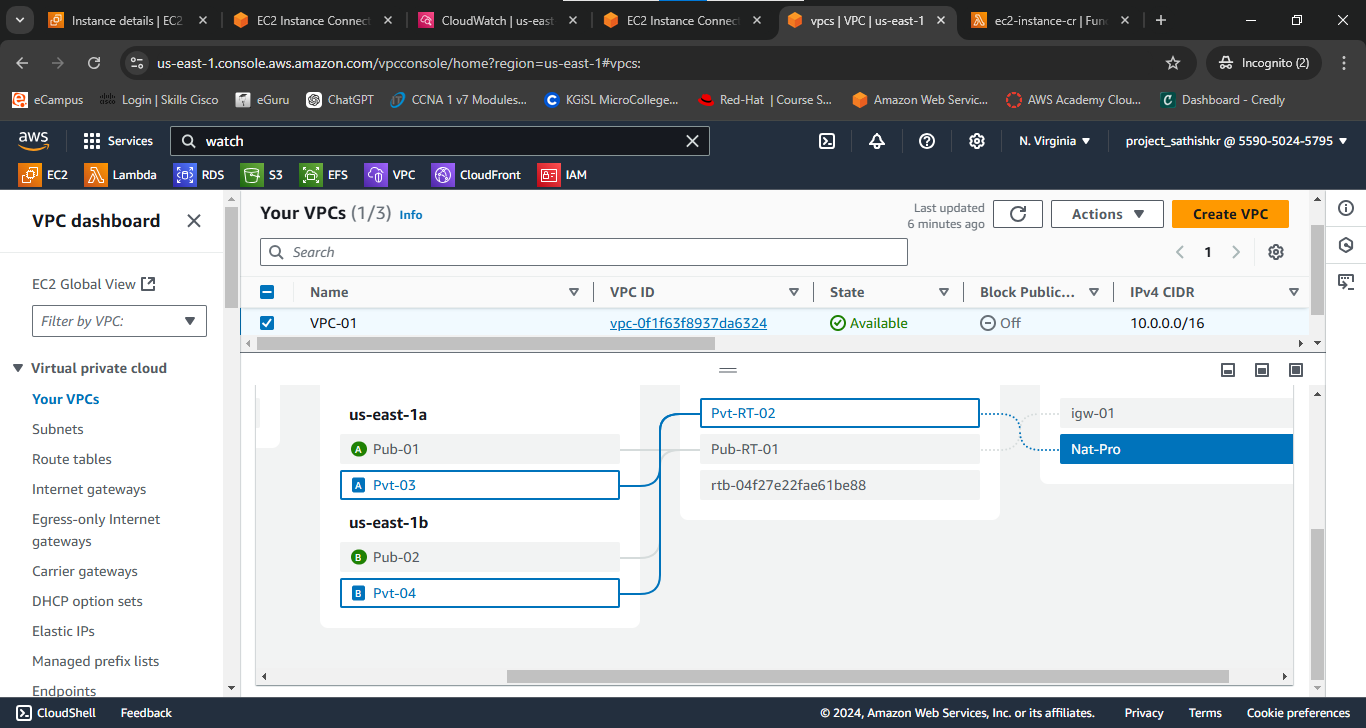 Instance details | EC2
EC2 Instance Connect
CloudWatch | us-east
EC2 Instance Connect
vpcs | VPC | us-east-1
ec2-instance-cr | Fun
us-east-1.console.aws.amazon.com/vpcconsole/home?region=us-east-1#vpcs:
Incognito (2)
eCampus
Login | Skills Cisco
eGuru
ChatGPT
CCNA 1 v7 Modules...
KGiSL MicroCollege...
Red-Hat | Course S...
Amazon Web Servic...
AWS Academy Clou...
Dashboard - Credly
aws
Services
watch
N. Virginia
project_sathishkr @ 5590-5024-5795
EC2
Lambda
RDS
S3
EFS
VPC
CloudFront
IAM
VPC dashboard
EC2 Global View
Filter by VPC:
Virtual private cloud
Your VPCs
Subnets
Route tables
Internet gateways
Egress-only Internet
gateways
Carrier gateways
DHCP option sets
Elastic IPs
Managed prefix lists
Endpoints
Your VPCs (1/3) Info
Last updated
6 minutes ago
Actions
Create VPC
Search
1
Name
VPC ID
State
Block Public...
IPv4 CIDR
VPC-01
vpc-0f1f63f8937da6324
Available
Off
10.0.0.0/16
us-east-1a
A Pub-01
A Pvt-03
us-east-1b
B Pub-02
B Pvt-04
Pvt-RT-02
Pub-RT-01
rtb-04f27e22fae61be88
igw-01
Nat-Pro
CloudShell
Feedback
© 2024, Amazon Web Services, Inc. or its affiliates.
Privacy
Terms
Cookie preferences